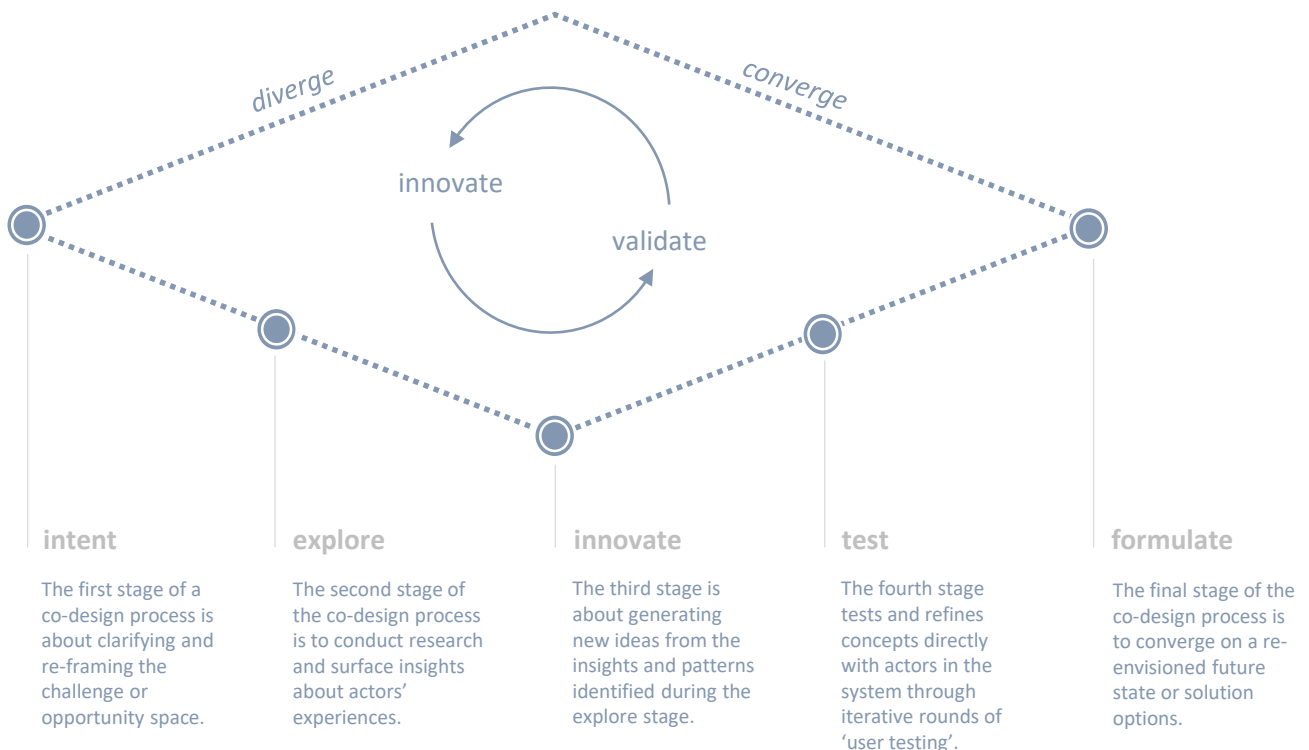 diverge
converge
innovate
validate
intent
The first stage of a
co-design process is
about clarifying and
re-framing the
challenge or
opportunity space.
explore
The second stage of
the co-design process
is to conduct research
and surface insights
about actors’
experiences.
innovate
The third stage is
about generating
new ideas from the
insights and patterns
identified during the
explore stage.
test
The fourth stage
tests and refines
concepts directly
with actors in the
system through
iterative rounds of
‘user testing’.
formulate
The final stage of the
co-design process is
to converge on a re-
envisioned future
state or solution
options.